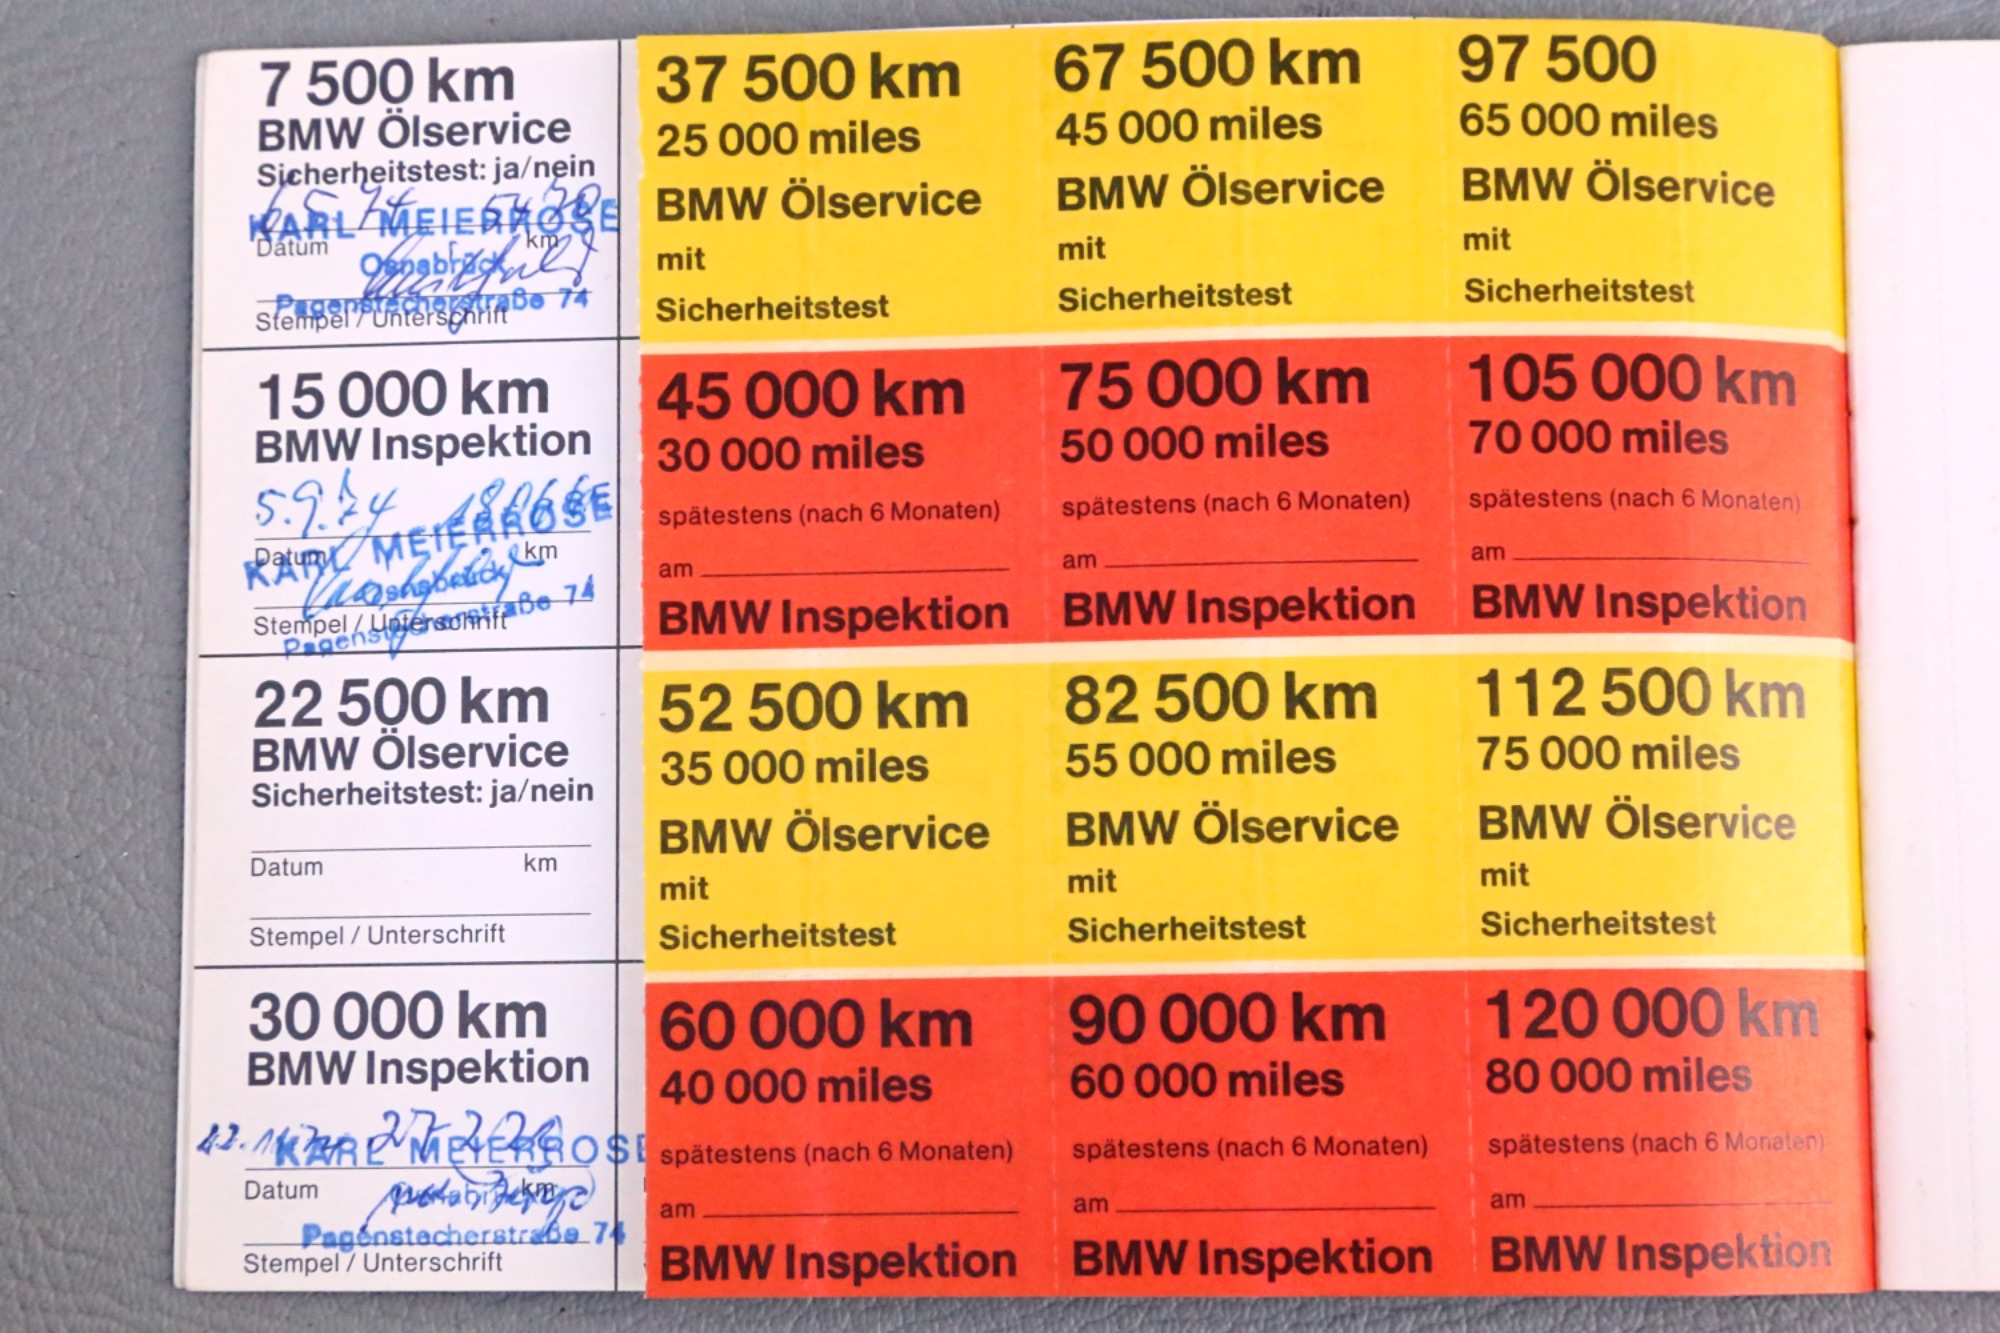 7 500 km
BMW Ölservice
Sicherheitstest: ja/nein
KARL MEIERROSE
Datum km
Osnabrück
Pagenstecherstraße 74
Stempel / Unterschrift
15 000 km
BMW Inspektion
5.9.74
KARL MEIERROSE
Datum km
Osnabrück
Stempel / Unterschrift
Pagenstecherstraße 74
22 500 km
BMW Ölservice
Sicherheitstest: ja/nein
Datum km
Stempel / Unterschrift
30 000 km
BMW Inspektion
KARL MEIERROSE
Datum km
Osnabrück
Pagenstecherstraße 74
Stempel / Unterschrift
37 500 km
25 000 miles
BMW Ölservice
mit
Sicherheitstest
67 500 km
45 000 miles
BMW Ölservice
mit
Sicherheitstest
97 500
65 000 miles
BMW Ölservice
mit
Sicherheitstest
45 000 km
30 000 miles
spätestens (nach 6 Monaten)
am
BMW Inspektion
75 000 km
50 000 miles
spätestens (nach 6 Monaten)
am
BMW Inspektion
105 000 km
70 000 miles
spätestens (nach 6 Monaten)
am
BMW Inspektion
52 500 km
35 000 miles
BMW Ölservice
mit
Sicherheitstest
82 500 km
55 000 miles
BMW Ölservice
mit
Sicherheitstest
112 500 km
75 000 miles
BMW Ölservice
mit
Sicherheitstest
60 000 km
40 000 miles
spätestens (nach 6 Monaten)
am
BMW Inspektion
90 000 km
60 000 miles
spätestens (nach 6 Monaten)
am
BMW Inspektion
120 000 km
80 000 miles
spätestens (nach 6 Monaten)
am
BMW Inspektion